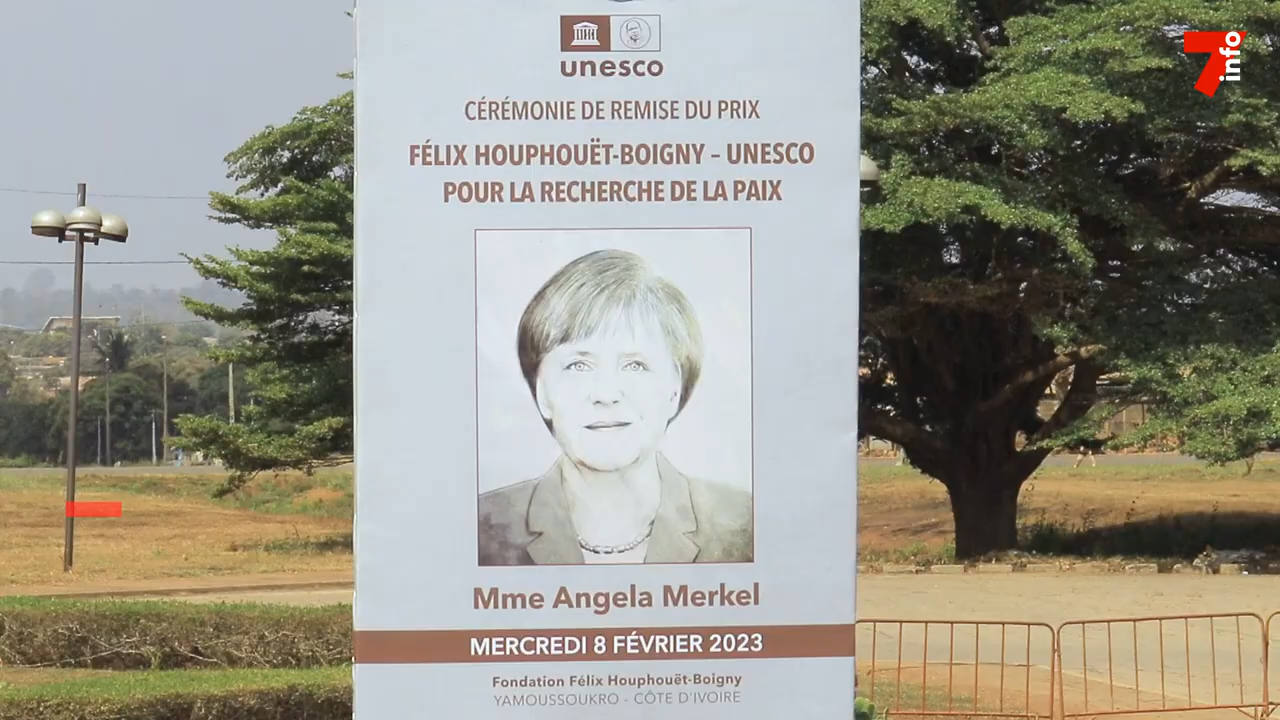 unesco
CÉRÉMONIE DE REMISE DU PRIX
FÉLIX HOUPHOUËT-BOIGNY – UNESCO
POUR LA RECHERCHE DE LA PAIX
Mme Angela Merkel
MERCREDI 8 FÉVRIER 2023
Fondation Félix Houphouët-Boigny
YAMOUSSOUKRO - CÔTE D'IVOIRE
7info